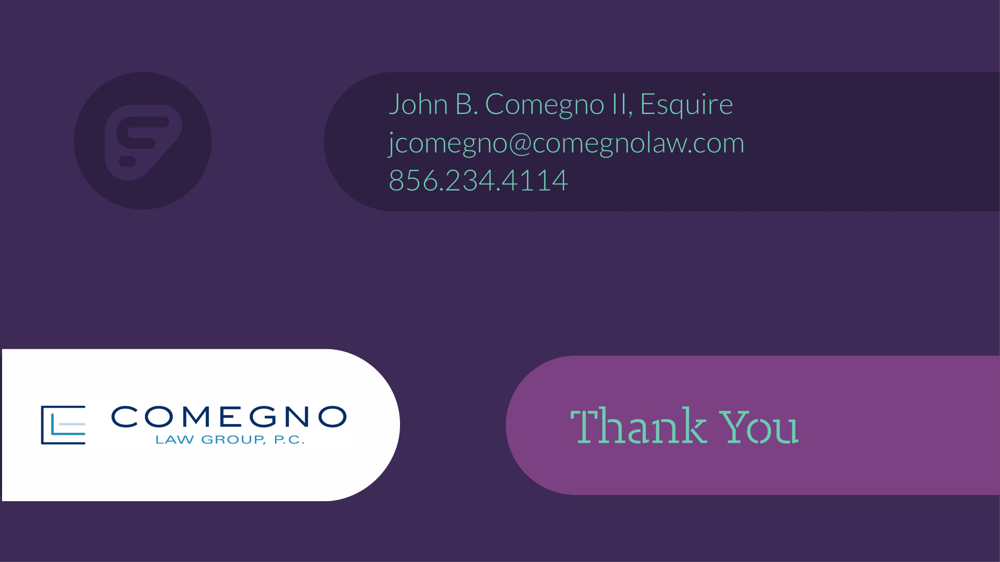 John B. Comegno II, Esquire
jcomegno@comegnolaw.com
856.234.4114
COMEGNO
LAW GROUP, P.C.
Thank You